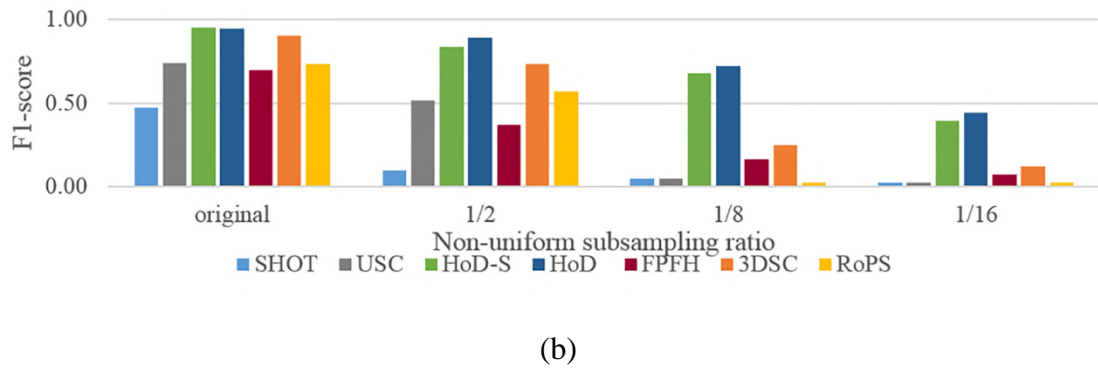 1.00
0.50
0.00
F1-score
original 1/2 1/8 1/16
Non-uniform subsampling ratio
SHOT USC HoD-S HoD FPFH 3DSC RoPS
(b)